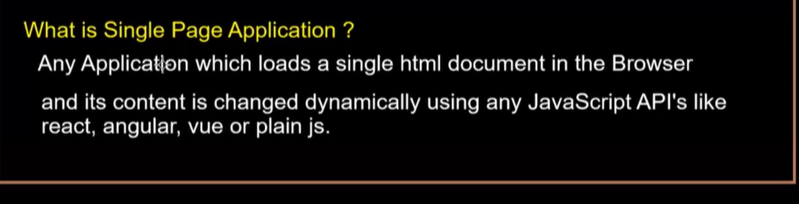 What is Single Page Application ?
Any Application which loads a single html document in the Browser
and its content is changed dynamically using any JavaScript API's like
react, angular, vue or plain js.